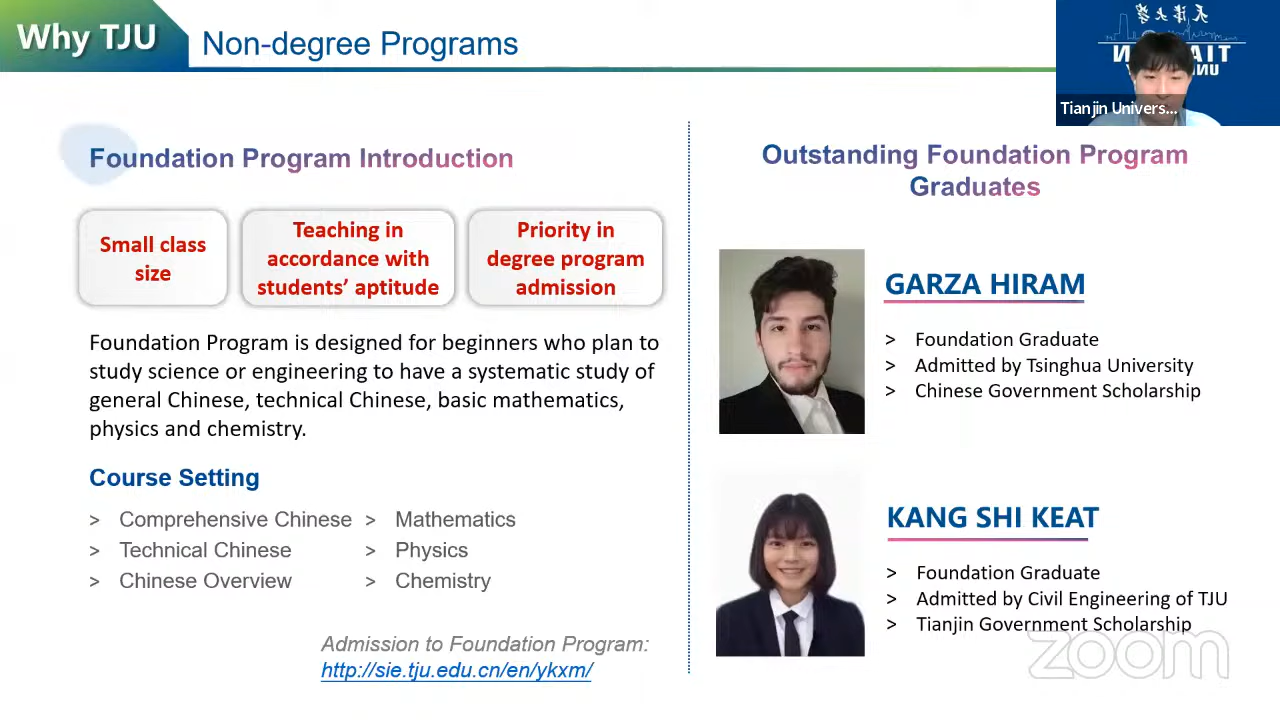 Why TJU
Non-degree Programs
天津大学
Tianjin Univers...
Foundation Program Introduction
Small class
size
Teaching in
accordance with
students' aptitude
Priority in
degree program
admission
Foundation Program is designed for beginners who plan to
study science or engineering to have a systematic study of
general Chinese, technical Chinese, basic mathematics,
physics and chemistry.
Course Setting
> Comprehensive Chinese
> Technical Chinese
> Chinese Overview
> Mathematics
> Physics
> Chemistry
Admission to Foundation Program:
http://sie.tju.edu.cn/en/ykxm/
Outstanding Foundation Program
Graduates
GARZA HIRAM
> Foundation Graduate
> Admitted by Tsinghua University
> Chinese Government Scholarship
KANG SHI KEAT
> Foundation Graduate
> Admitted by Civil Engineering of TJU
> Tianjin Government Scholarship
zoom